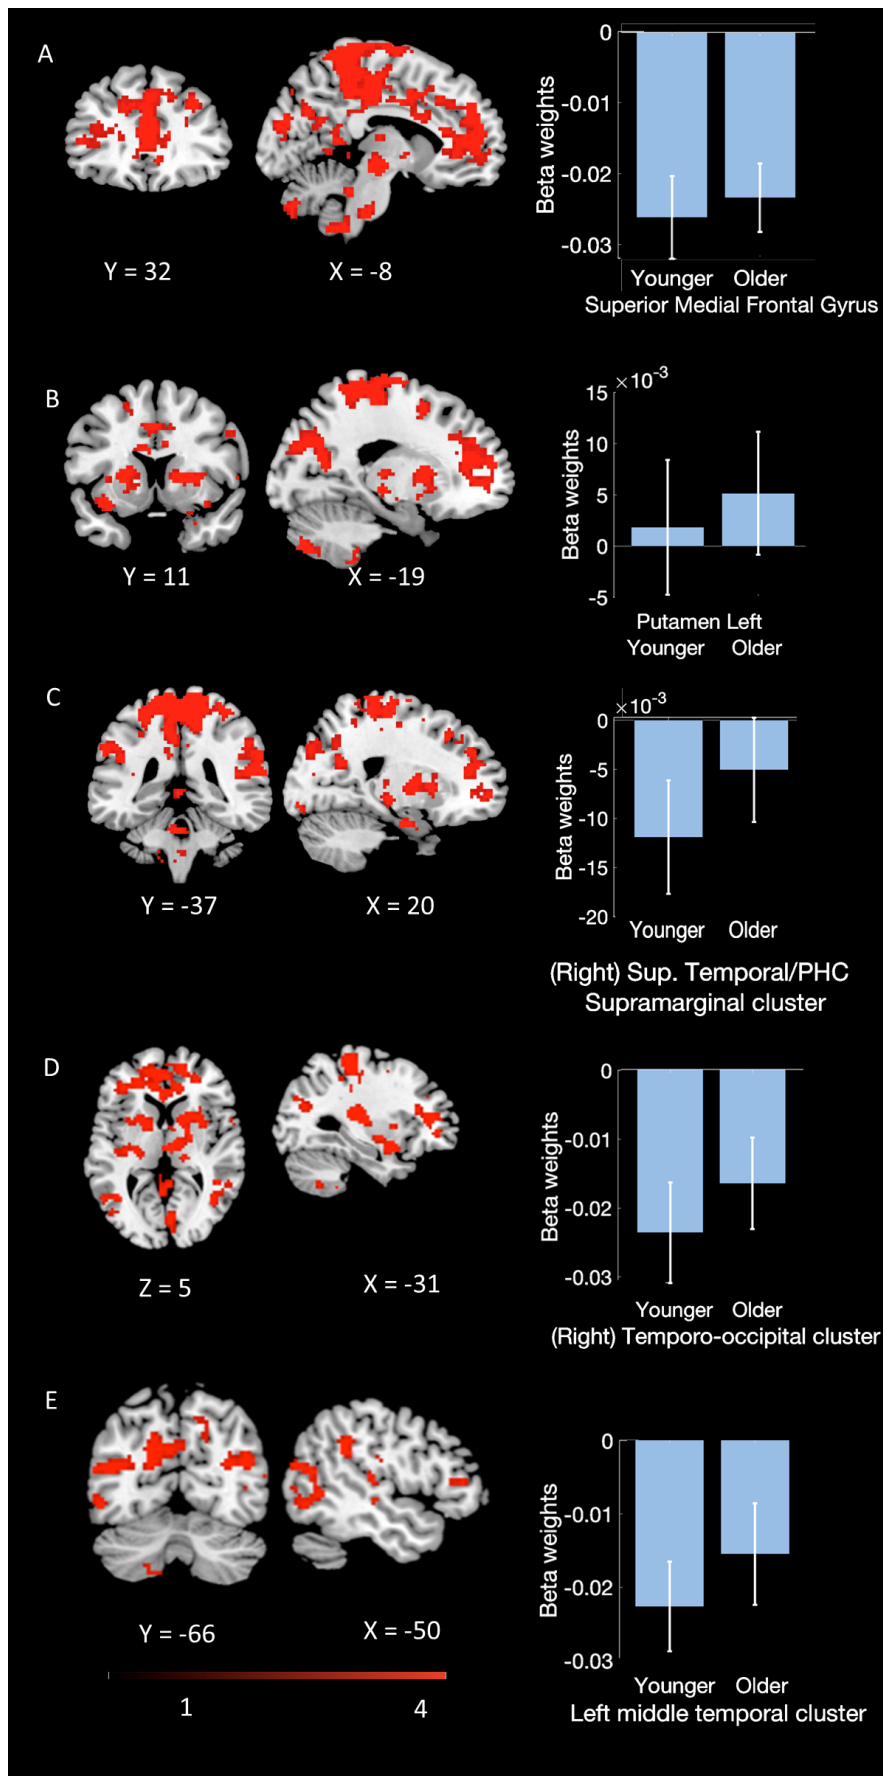 A
Y = 32
X = -8
0
-0.01
-0.02
-0.03
Beta weights
Younger Older
Superior Medial Frontal Gyrus
B
Y = 11
X = -19
×10⁻³
15
10
5
0
-5
Beta weights
Putamen Left
Younger Older
C
Y = -37
X = 20
×10⁻³
0
-5
-10
-15
-20
Beta weights
Younger Older
(Right) Sup. Temporal/PHC
Supramarginal cluster
D
Z = 5
X = -31
0
-0.01
-0.02
-0.03
Beta weights
Younger Older
(Right) Temporo-occipital cluster
E
Y = -66
X = -50
0
-0.01
-0.02
-0.03
Beta weights
Younger Older
Left middle temporal cluster
1 4